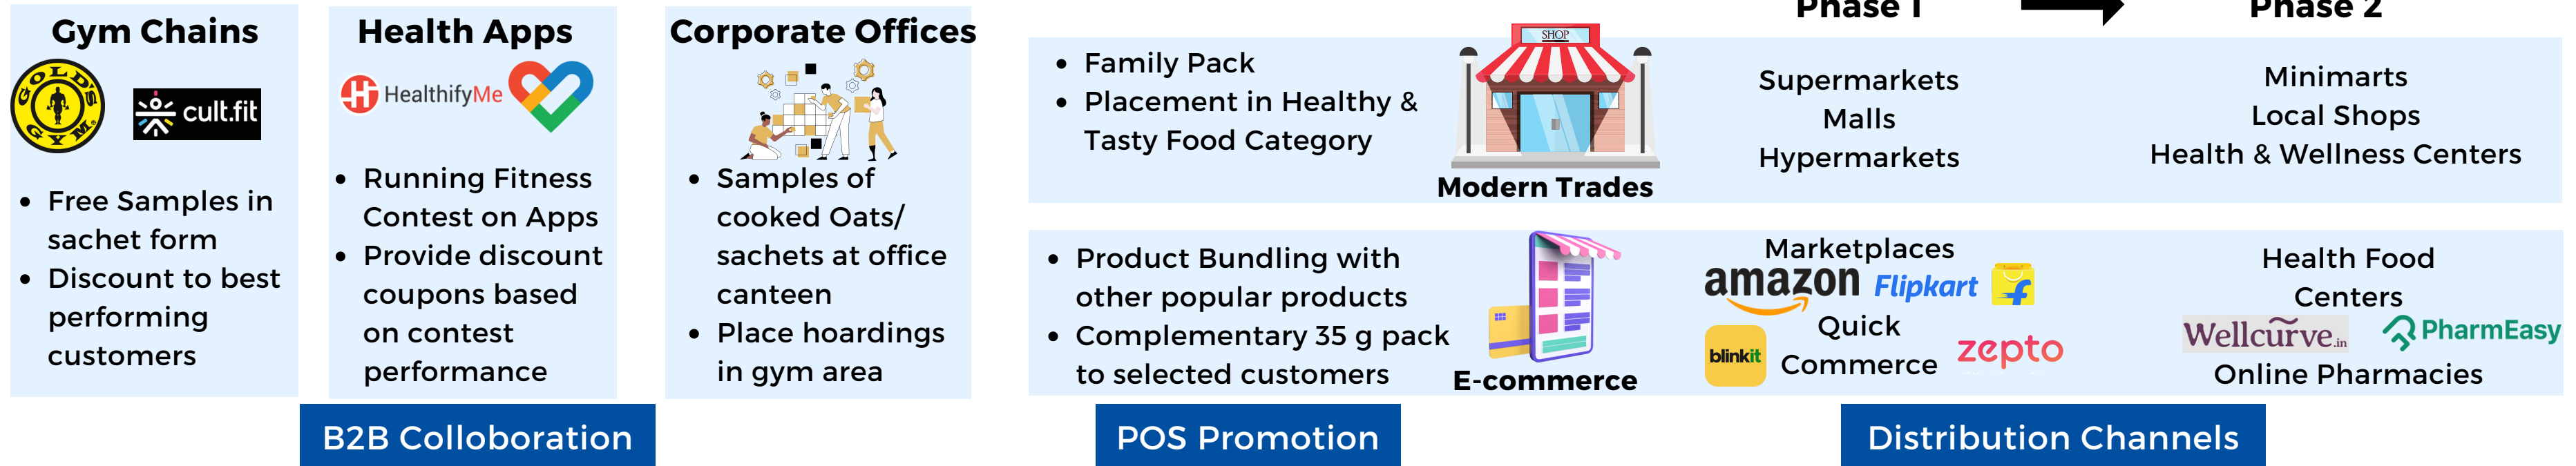 Gym Chains
GOLD'S GYM
cult.fit
Free Samples in
sachet form
Discount to best
performing
customers
Health Apps
HealthifyMe
Running Fitness
Contest on Apps
Provide discount
coupons based
on contest
performance
Corporate Offices
Samples of
cooked Oats/
sachets at office
canteen
Place hoardings
in gym area
B2B Colloboration
Family Pack
Placement in Healthy &
Tasty Food Category
SHOP
Modern Trades
Product Bundling with
other popular products
Complementary 35 g pack
to selected customers
E-commerce
POS Promotion
Phase 1
Phase 2
Supermarkets
Malls
Hypermarkets
Minimarts
Local Shops
Health & Wellness Centers
Marketplaces
amazon Flipkart f
Quick
blinkit Commerce zepto
Health Food
Centers
Wellcurve.in PharmEasy
Online Pharmacies
Distribution Channels